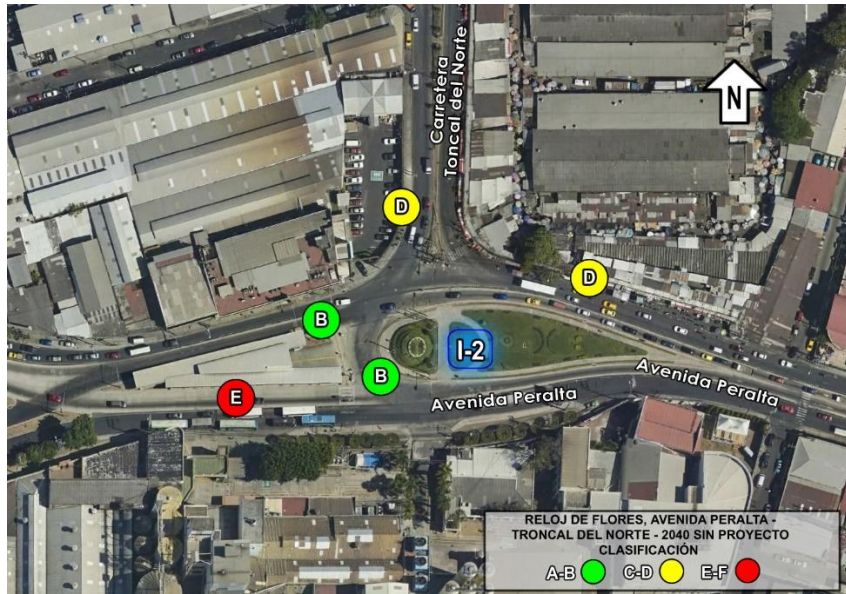 Carretera
Toncal del Norte
N
D
D
B
I-2
B
E
Avenida Peralta
Avenida Peralta
RELOJ DE FLORES, AVENIDA PERALTA -
TRONCAL DEL NORTE - 2040 SIN PROYECTO
CLASIFICACIÓN
A-B C-D E-F